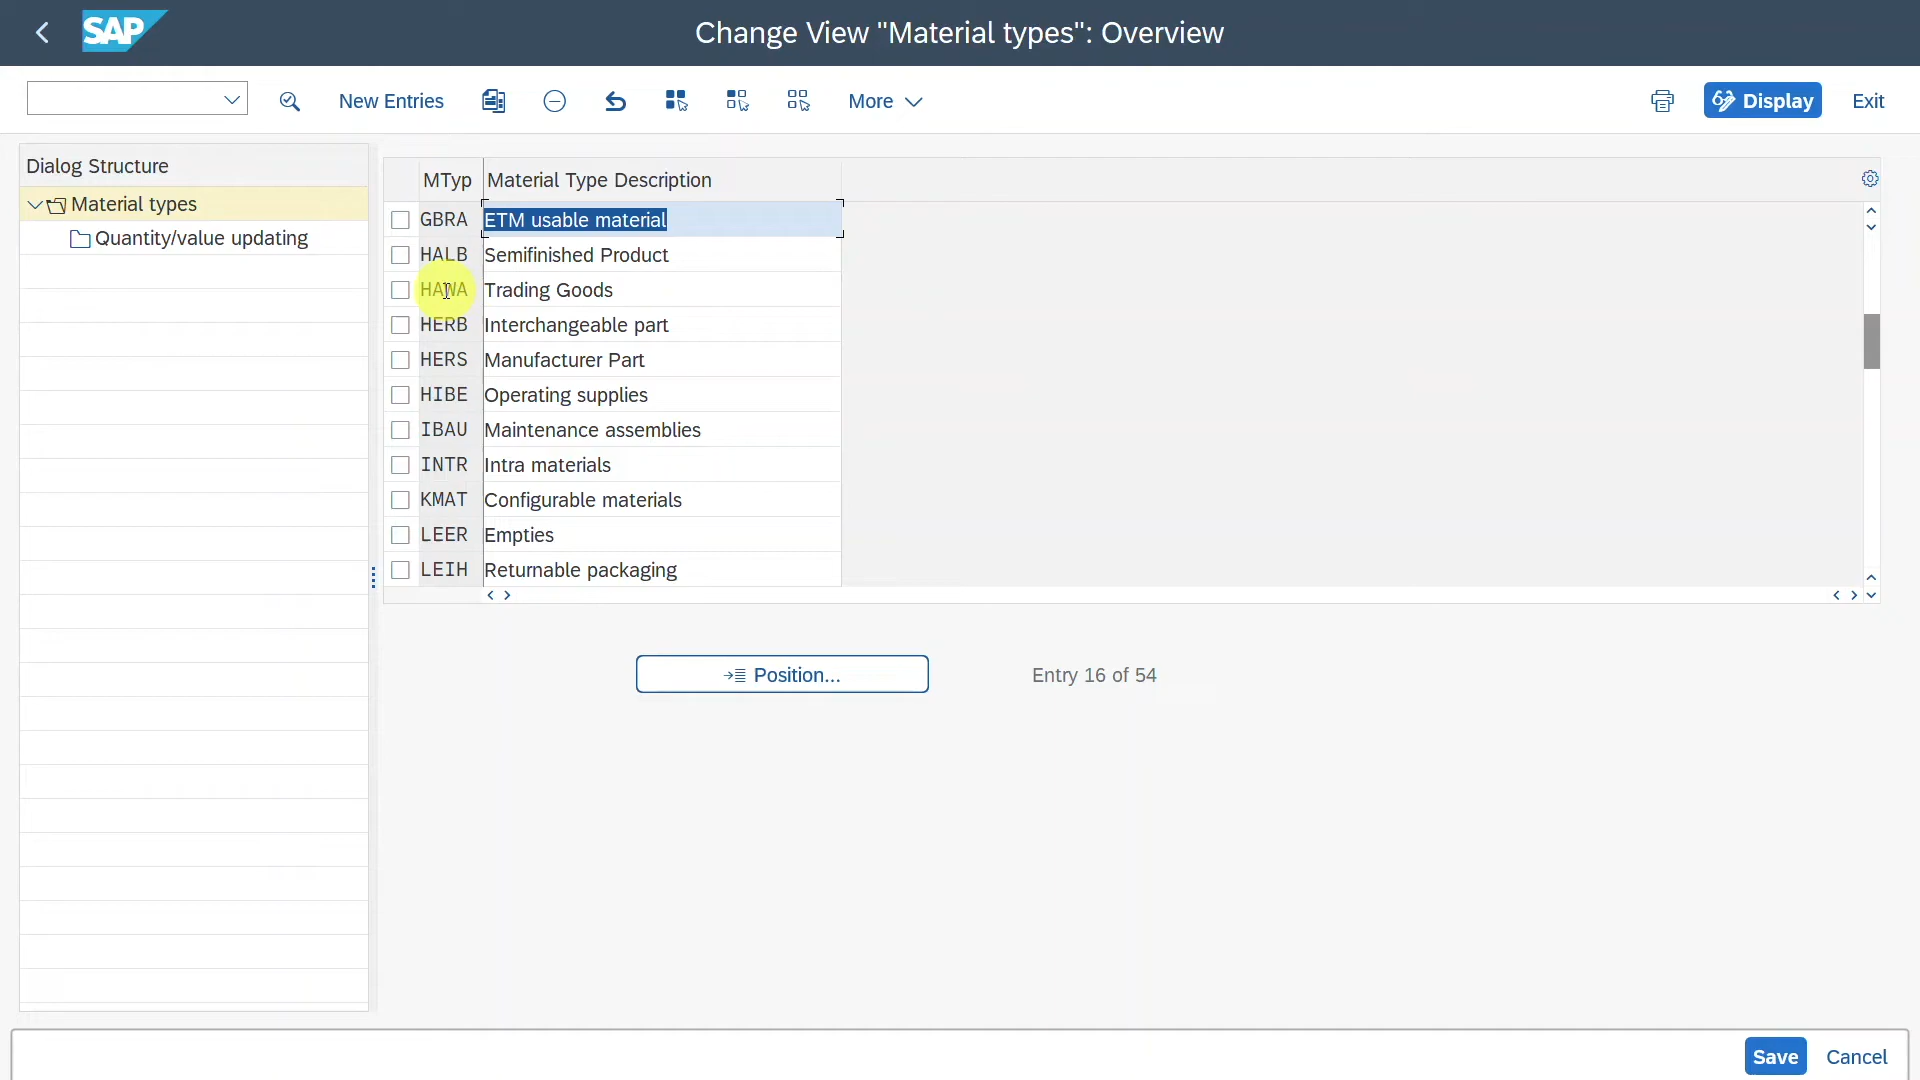 SAP
Change View "Material types": Overview
New Entries
More
Display
Exit
Dialog Structure
Material types
Quantity/value updating
MTyp Material Type Description
GBRA ETM usable material
HALB Semifinished Product
HAWA Trading Goods
HERB Interchangeable part
HERS Manufacturer Part
HIBE Operating supplies
IBAU Maintenance assemblies
INTR Intra materials
KMAT Configurable materials
LEER Empties
LEIH Returnable packaging
Position...
Entry 16 of 54
Save
Cancel